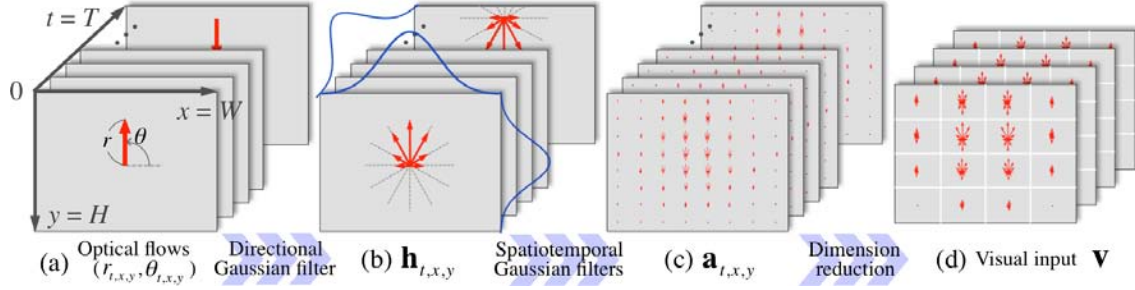 t = T
0
x = W
r θ
y = H
(a) Optical flows
(r_{t,x,y}, θ_{t,x,y})
Directional
Gaussian filter
(b) h_{t,x,y}
Spatiotemporal
Gaussian filters
(c) a_{t,x,y}
Dimension
reduction
(d) Visual input v